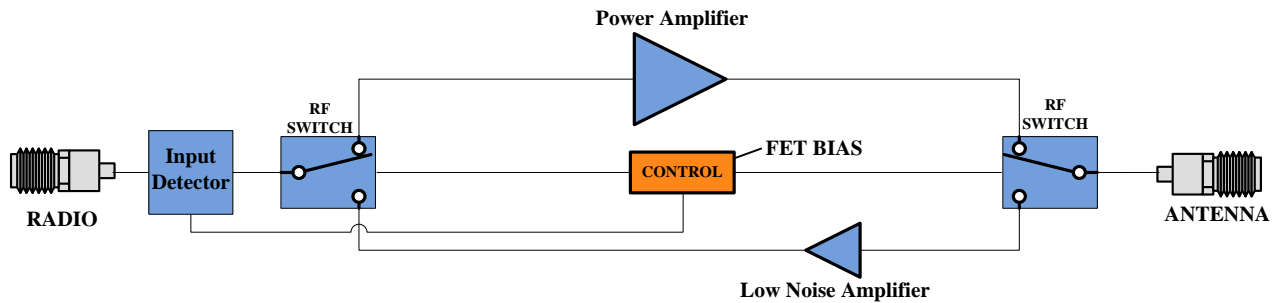 Power Amplifier
RF
SWITCH
RF
SWITCH
Input
Detector
FET BIAS
CONTROL
RADIO
ANTENNA
Low Noise Amplifier